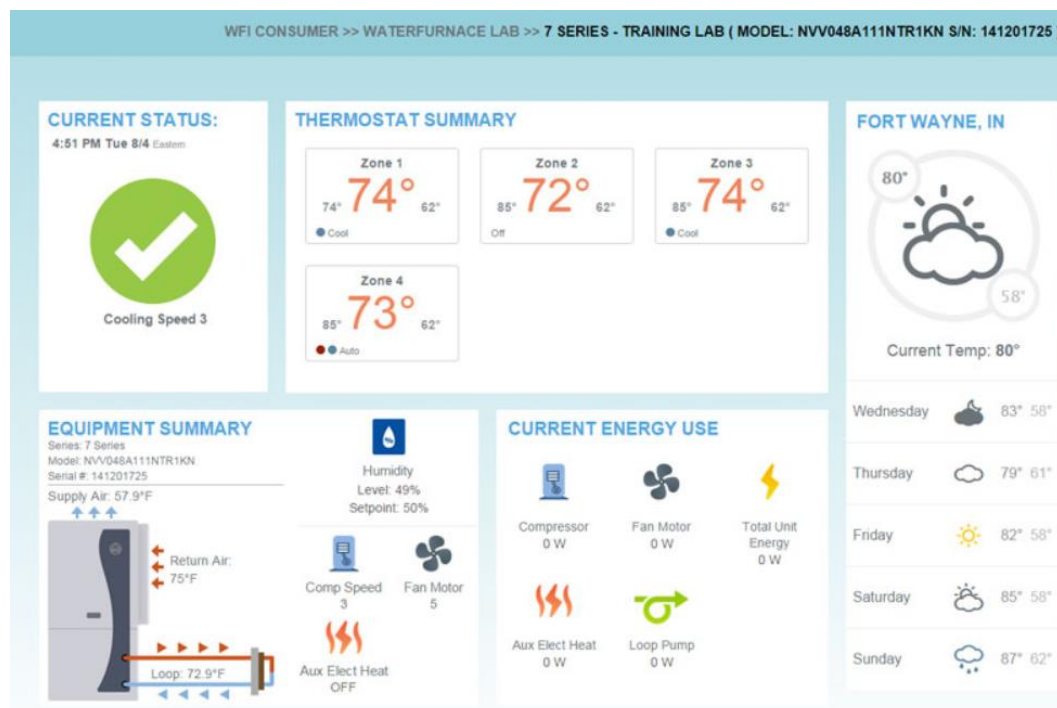 WFI CONSUMER >> WATERFURNACE LAB >> 7 SERIES - TRAINING LAB ( MODEL: NVV048A111NTR1KN S/N: 141201725
CURRENT STATUS:
4:51 PM Tue 8/4 Eastern
Cooling Speed 3
THERMOSTAT SUMMARY
Zone 1
74° 74° 62°
Cool
Zone 2
85° 72° 62°
Off
Zone 3
85° 74° 62°
Cool
Zone 4
85° 73° 62°
Auto
FORT WAYNE, IN
80°
58°
Current Temp: 80°
Wednesday 83° 58°
Thursday 79° 61°
Friday 82° 58°
Saturday 85° 58°
Sunday 87° 62°
EQUIPMENT SUMMARY
Series: 7 Series
Model: NVV048A111NTR1KN
Serial #: 141201725
Supply Air: 57.9°F
Return Air:
75°F
Loop: 72.9°F
Humidity
Level: 49%
Setpoint: 50%
Comp Speed
3
Fan Motor
5
Aux Elect Heat
OFF
CURRENT ENERGY USE
Compressor
0 W
Fan Motor
0 W
Total Unit
Energy
0 W
Aux Elect Heat
0 W
Loop Pump
0 W